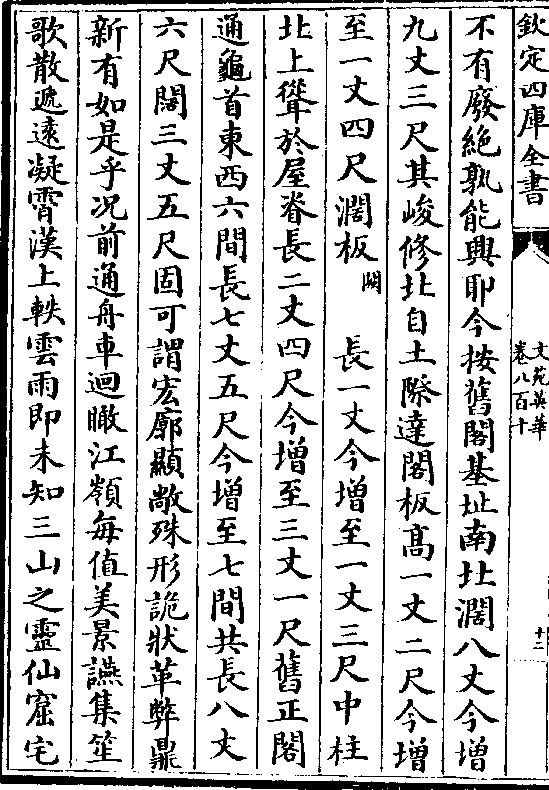 欽定四庫全書
文苑英華
卷八百十
十二
不有廢絶孰能興耶今按舊閣基址南北濶八丈今增
九丈三尺其峻修北自土際達閣板髙一丈二尺今增
至一丈四尺濶板闕長一丈今增至一丈三尺中柱
北上聳於屋脊長二丈四尺今增至三丈一尺舊正閣
通龜首東西六間長七丈五尺今增至七間共長八丈
六尺闊三丈五尺固可謂宏廓顯敞殊形詭狀革弊鼎
新有如是乎况前通舟車迴瞰江嶺每值美景讌集笙
歌散遞遠凝霄漢上軼雲雨即未知三山之靈仙窟宅